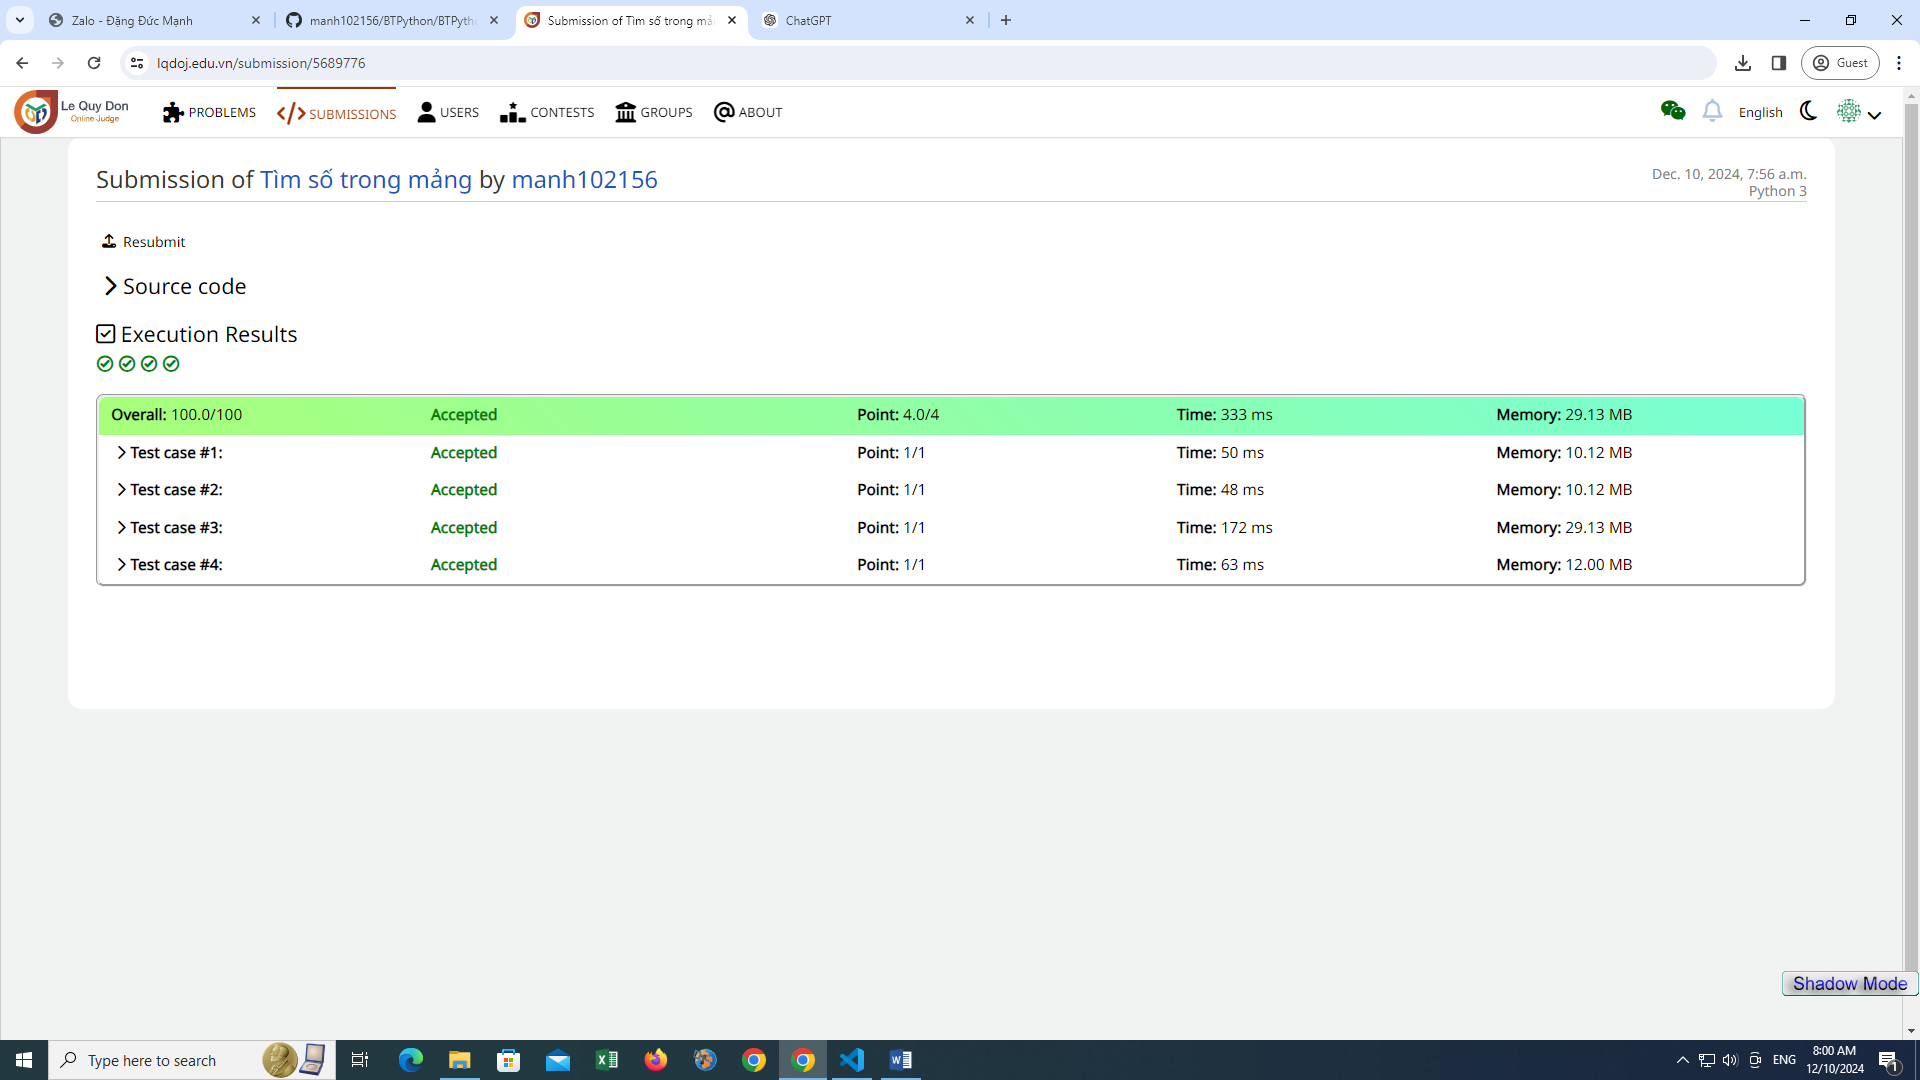 Zalo - Đặng Đức Mạnh
manh102156/BTPython/BTPytho
Submission of Tìm số trong mản
ChatGPT
lqdoj.edu.vn/submission/5689776
Guest
Le Quy Don
Online Judge
PROBLEMS
SUBMISSIONS
USERS
CONTESTS
GROUPS
ABOUT
English
Submission of Tìm số trong mảng by manh102156
Dec. 10, 2024, 7:56 a.m.
Python 3
Resubmit
Source code
Execution Results
Overall: 100.0/100 Accepted Point: 4.0/4 Time: 333 ms Memory: 29.13 MB
Test case #1: Accepted Point: 1/1 Time: 50 ms Memory: 10.12 MB
Test case #2: Accepted Point: 1/1 Time: 48 ms Memory: 10.12 MB
Test case #3: Accepted Point: 1/1 Time: 172 ms Memory: 29.13 MB
Test case #4: Accepted Point: 1/1 Time: 63 ms Memory: 12.00 MB
Shadow Mode
Type here to search
ENG
8:00 AM
12/10/2024
1